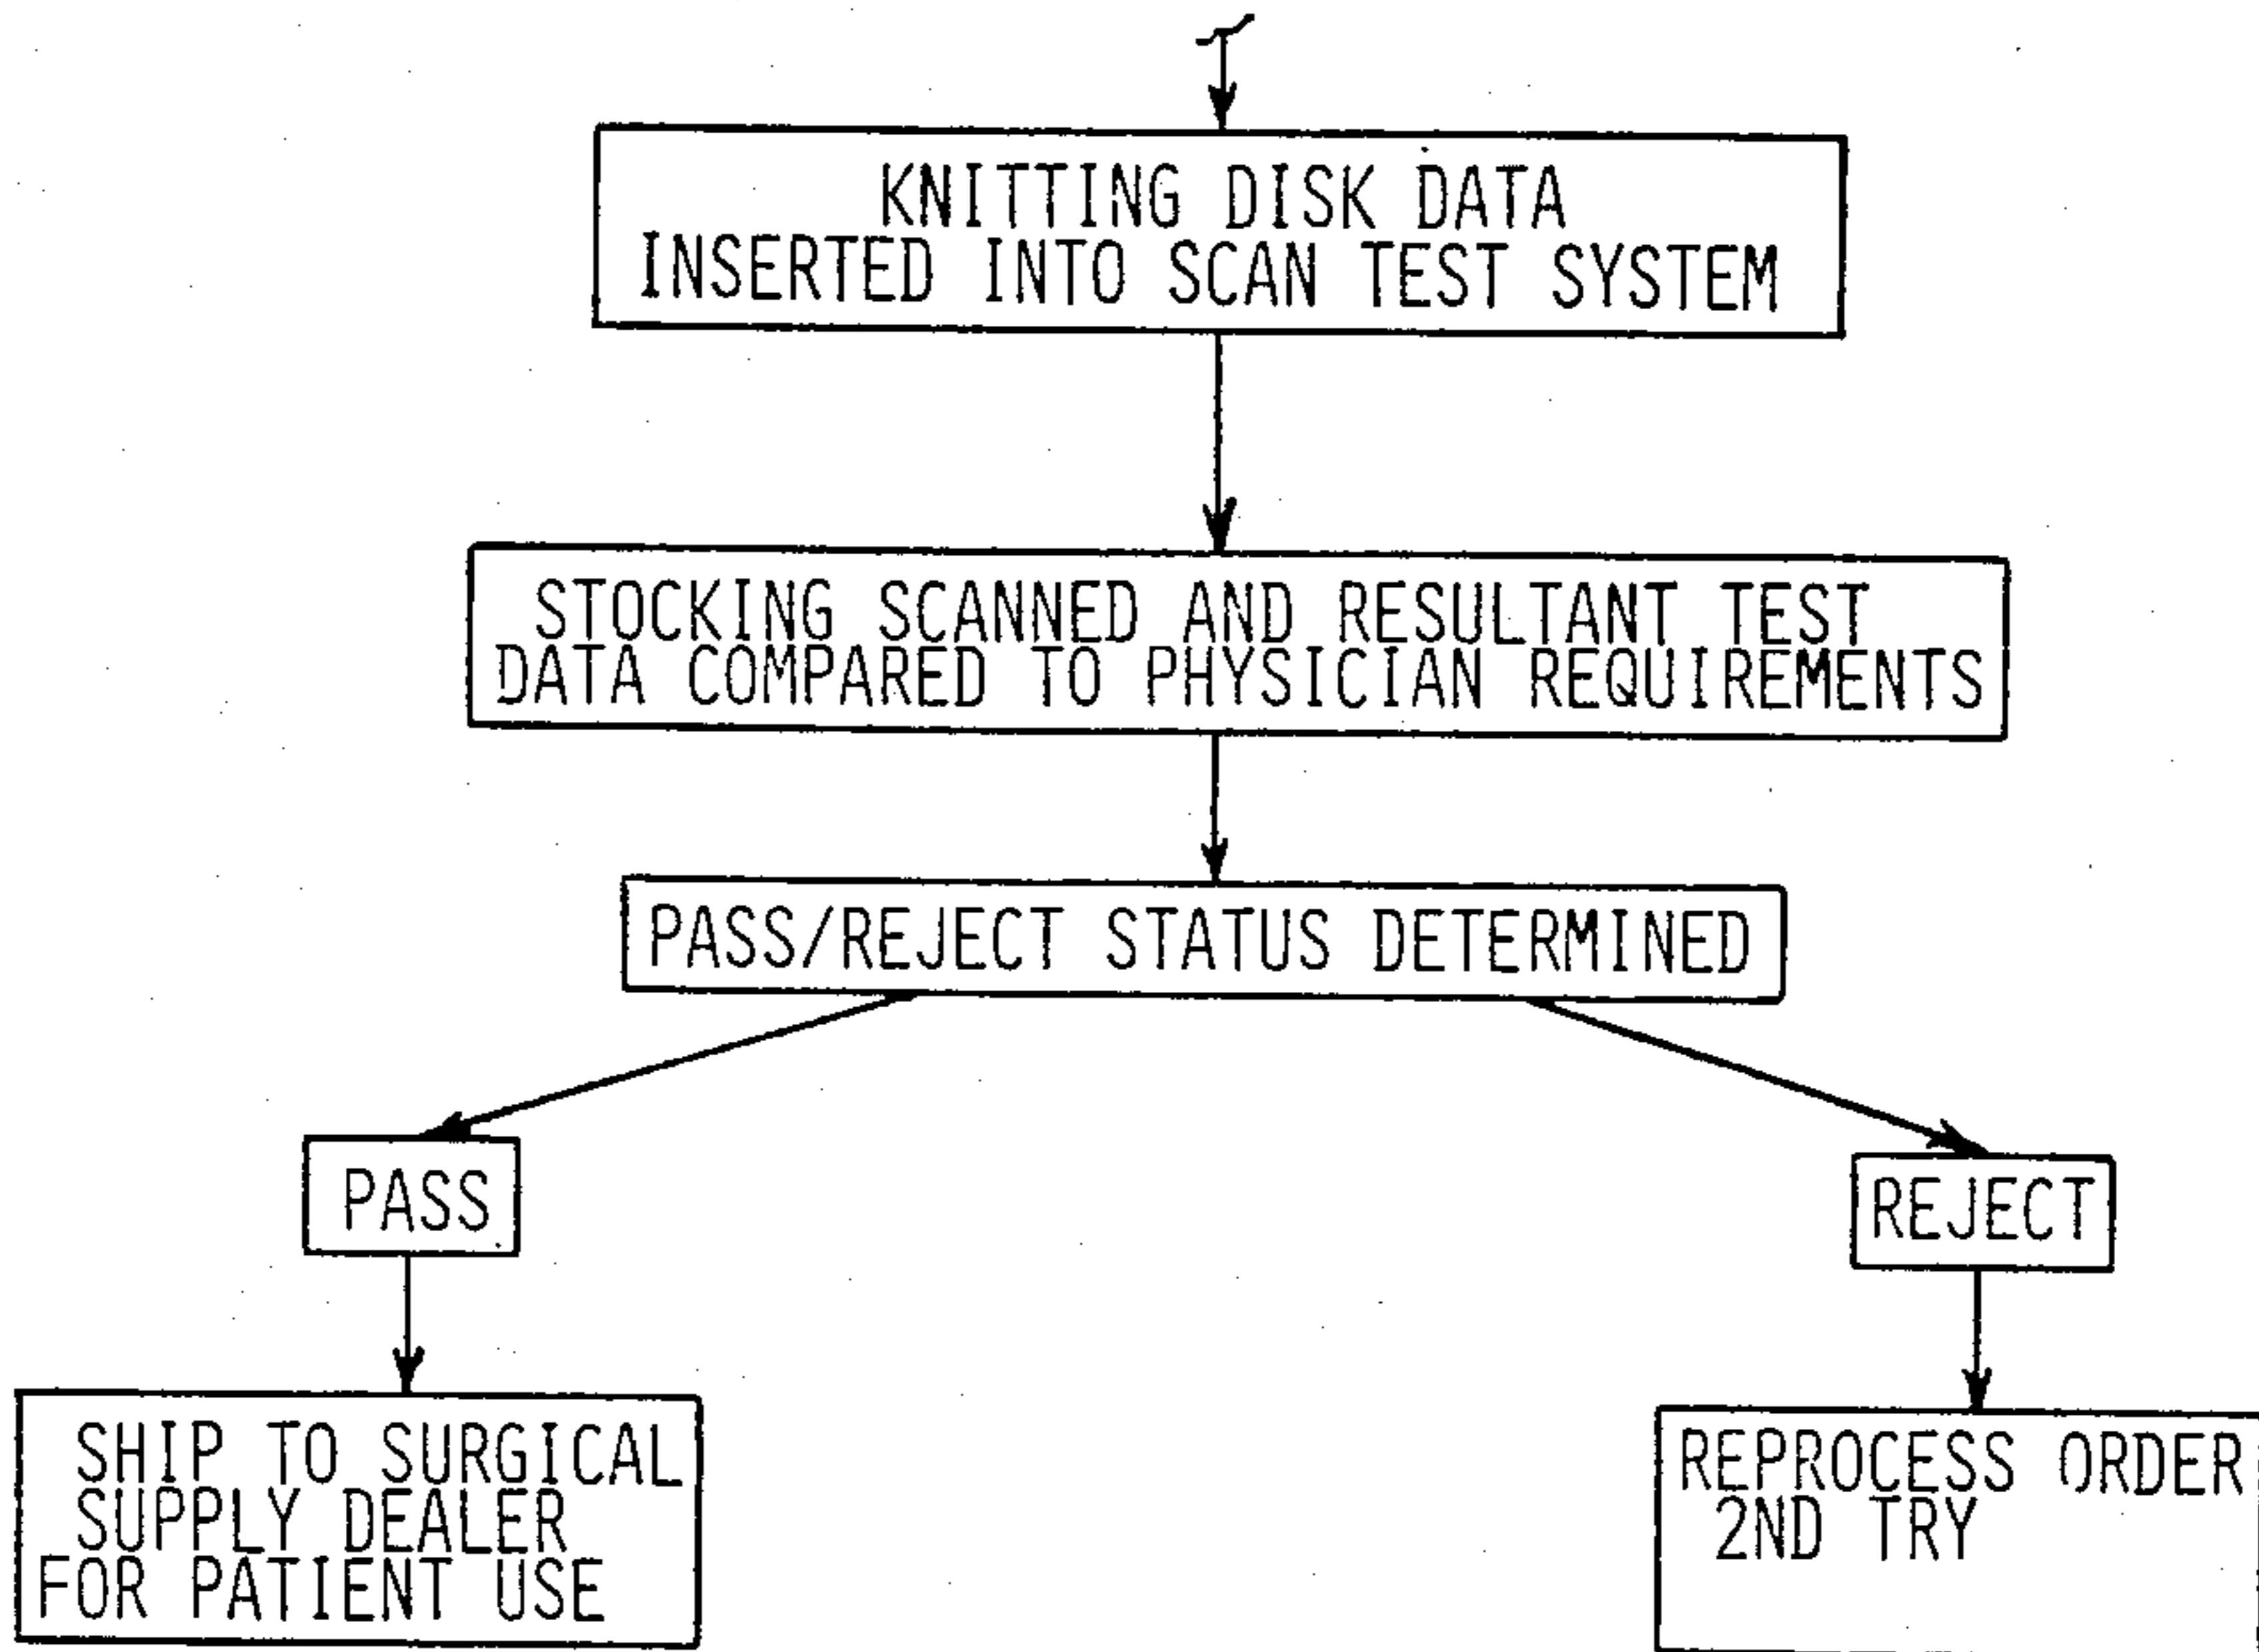 KNITTING DISK DATA
INSERTED INTO SCAN TEST SYSTEM
STOCKING SCANNED AND RESULTANT TEST
DATA COMPARED TO PHYSICIAN REQUIREMENTS
PASS/REJECT STATUS DETERMINED
PASS
REJECT
SHIP TO SURGICAL
SUPPLY DEALER
FOR PATIENT USE
REPROCESS ORDER
2ND TRY